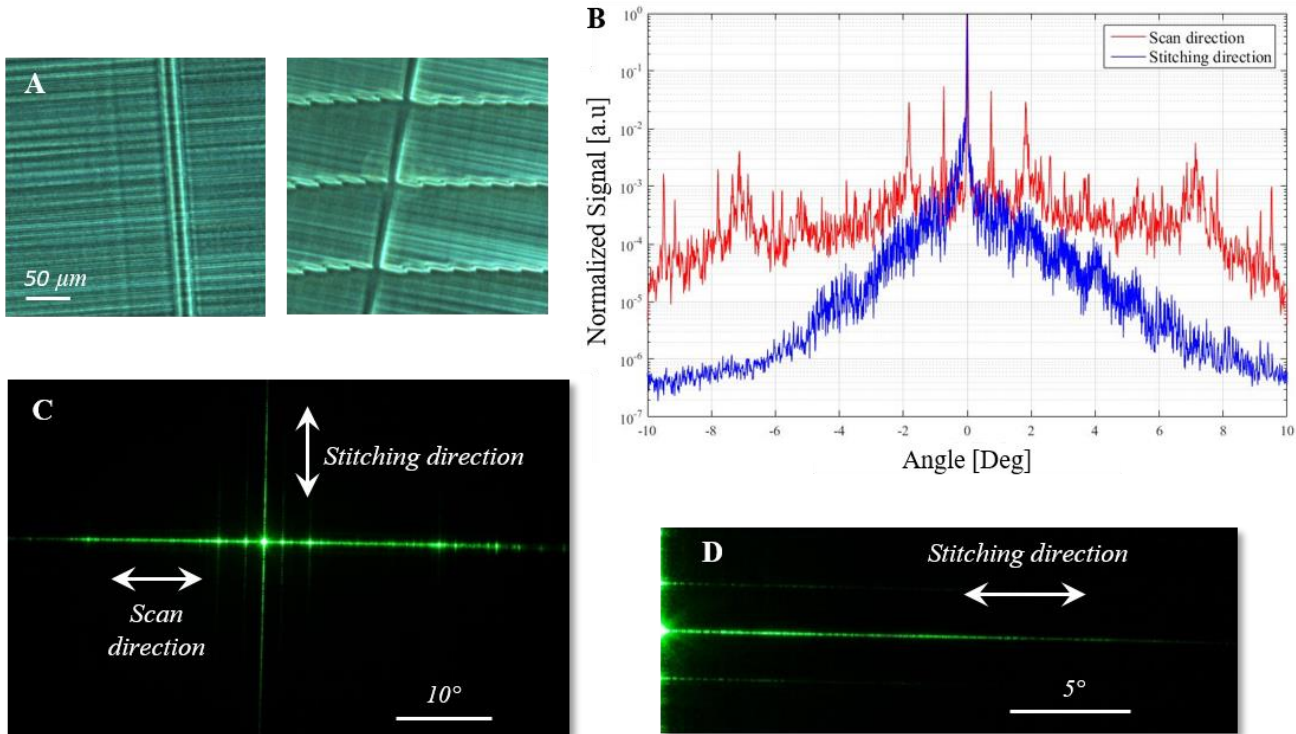 A
50 μm
B
Normalized Signal [a.u]
10⁰
10⁻¹
10⁻²
10⁻³
10⁻⁴
10⁻⁵
10⁻⁶
10⁻⁷
Scan direction
Stitching direction
-10 -8 -6 -4 -2 0 2 4 6 8 10
Angle [Deg]
C
Stitching direction
Scan
direction
10°
D
Stitching direction
5°